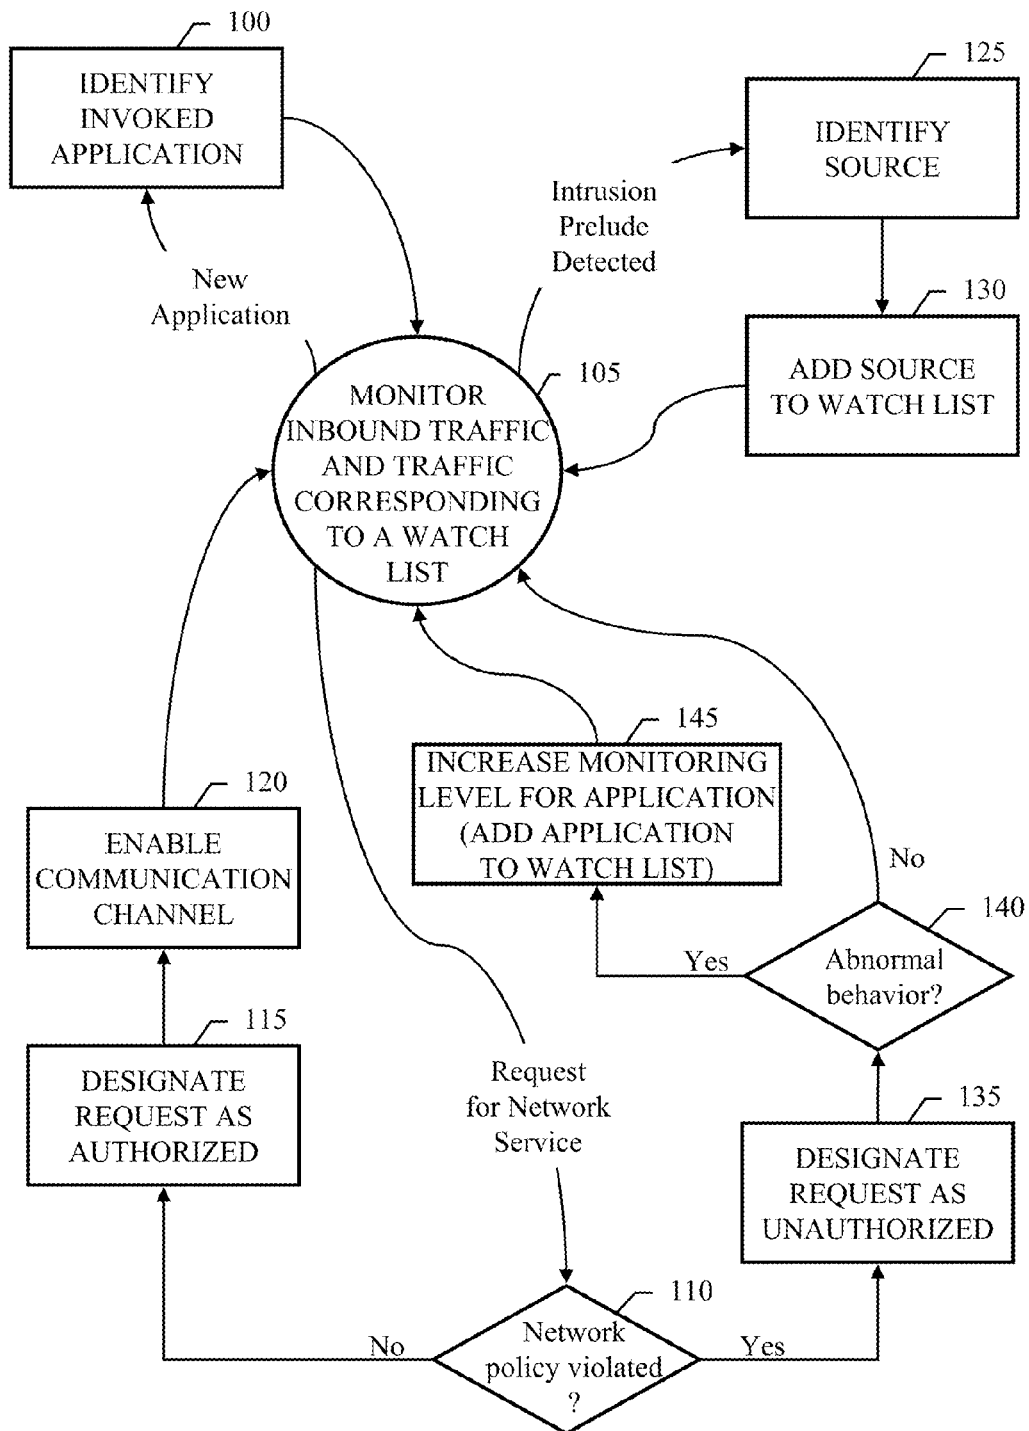 100
IDENTIFY
INVOKED
APPLICATION
125
IDENTIFY
SOURCE
Intrusion
Prelude
Detected
New
Application
130
ADD SOURCE
TO WATCH LIST
105
MONITOR
INBOUND TRAFFIC
AND TRAFFIC
CORRESPONDING
TO A WATCH
LIST
145
INCREASE MONITORING
LEVEL FOR APPLICATION
(ADD APPLICATION
TO WATCH LIST)
120
ENABLE
COMMUNICATION
CHANNEL
No
140
Abnormal
behavior?
Yes
115
DESIGNATE
REQUEST AS
AUTHORIZED
Request
for Network
Service
135
DESIGNATE
REQUEST AS
UNAUTHORIZED
110
Network
policy violated
?
No
Yes